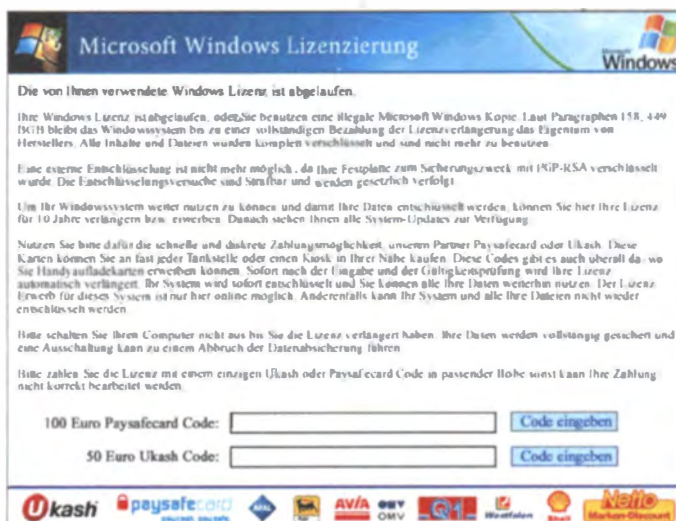 Microsoft Windows Lizenzierung
Microsoft
Windows
Die von Ihnen verwendete Windows Lizenz ist abgelaufen.
Ihre Windows Lizenz ist abgelaufen, oder Sie benutzen eine illegale Microsoft Windows Kopie. Laut Paragraphen 158, 449
BGH bleibt das Windowssystem bis zu einer vollständigen Bezahlung der Lizenzverlängerung das Eigentum von
Herstellers. Alle Inhalte und Dateien wurden komplett verschlüsselt und sind nicht mehr zu benutzen.
Eine externe Entschlüsselung ist nicht mehr möglich, da Ihre Festplatte zum Sicherungszweck mit PGP-RSA verschlüsselt
wurde. Die Entschlüsselungsversuche sind Strafbar und werden gesetzlich verfolgt.
Um Ihr Windowssystem weiter nutzen zu können und damit Ihre Daten entschlüsselt werden, können Sie hier Ihre Lizenz
für 10 Jahre verlängern bzw. erwerben. Danach stehen Ihnen alle System-Updates zur Verfügung.
Nutzen Sie bitte dafür die schnelle und diskrete Zahlungsmöglichkeit unserem Partner Paysafecard oder Ukash. Diese
Karten können Sie an fast jeder Tankstelle oder einen Kiosk in Ihrer Nähe kaufen. Diese Codes gibt es auch überall da, wo
Sie Handyaufladekarten erwerben können. Sofort nach der Eingabe und der Gültigkeitsprüfung wird Ihre Lizenz
automatisch verlängert. Ihr System wird sofort entschlüsselt und Sie können alle Ihre Daten weiterhin nutzen. Der Lizenz
Erwerb für dieses System ist nur hier online möglich. Anderenfalls kann Ihr System und alle Ihre Dateien nicht wieder
entschlüsselt werden.
Bitte schalten Sie Ihren Computer nicht aus bis Sie die Lizenz verlängert haben. Ihre Daten werden vollständig gesichert und
eine Ausschaltung kann zu einem Abbruch der Datenabsicherung führen.
Bitte zahlen Sie die Lizenz mit einem einzigen Ukash oder Paysafecard Code in passender Höhe sonst kann Ihre Zahlung
nicht korrekt bearbeitet werden.
100 Euro Paysafecard Code: Code eingeben
50 Euro Ukash Code: Code eingeben
Ukash paysafecard AVIA OMV Q1 Westfalen Shell Netto
Marken-Discount